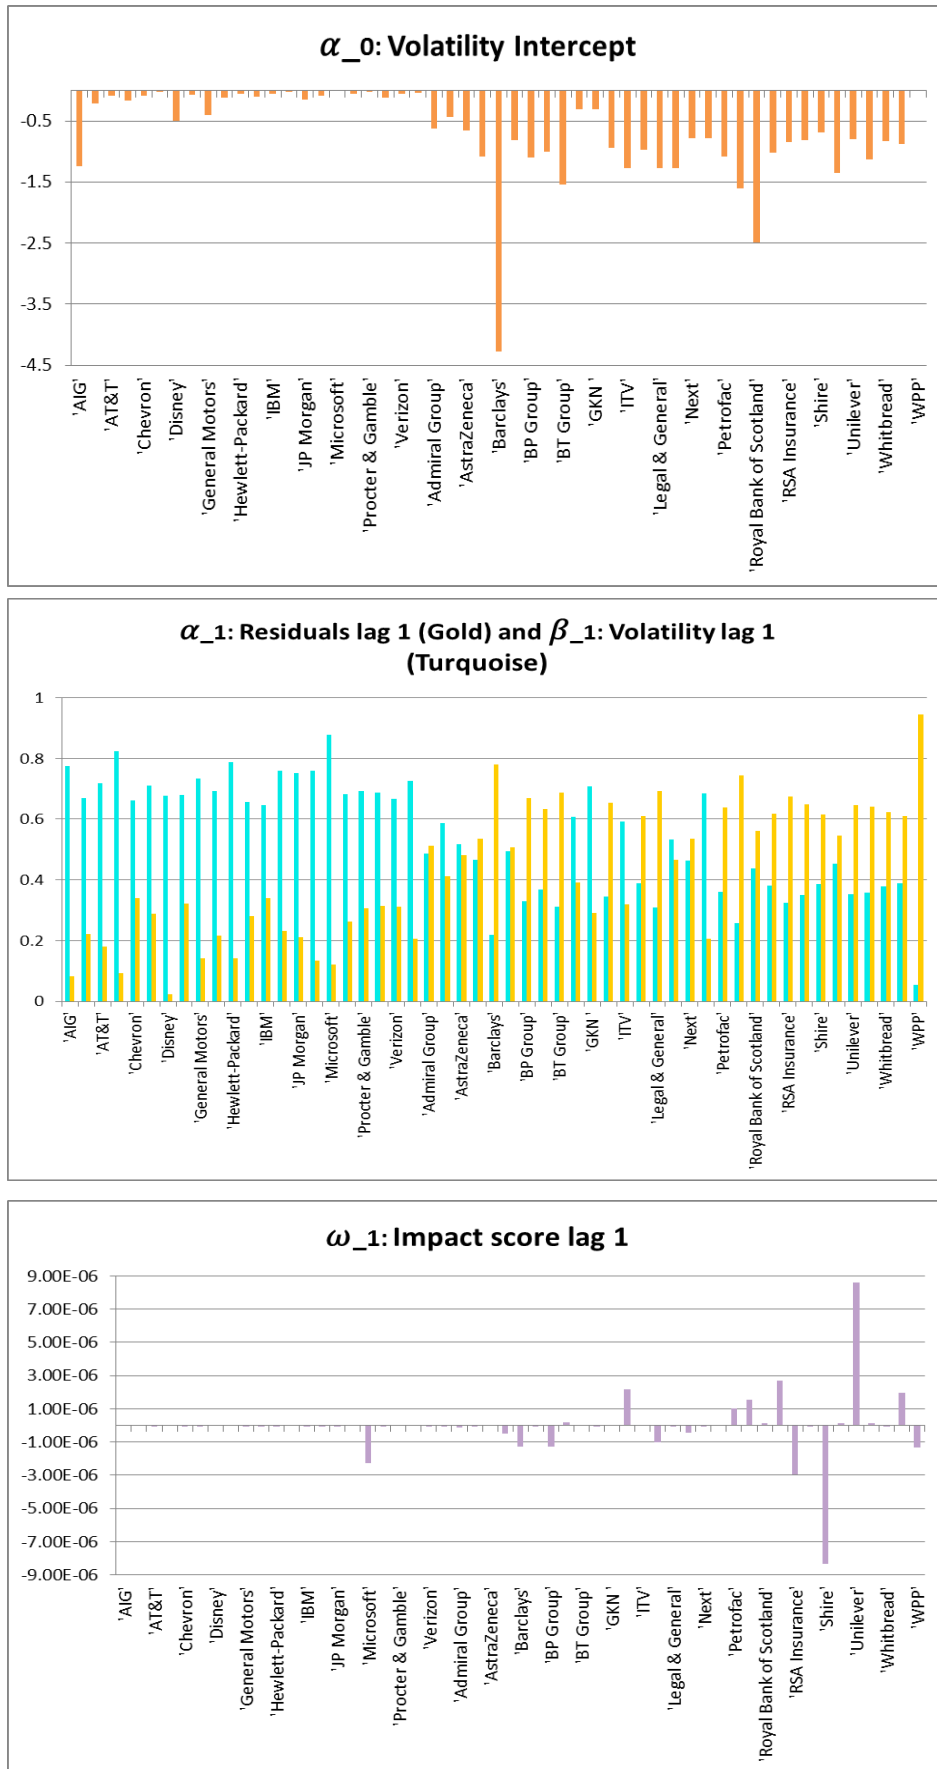 α_0: Volatility Intercept
-0.5
-1.5
-2.5
-3.5
-4.5
'AIG'
'AT&T'
'Chevron'
'Disney'
'General Motors'
'Hewlett-Packard'
'IBM'
'JP Morgan'
'Microsoft'
'Procter & Gamble'
'Verizon'
'Admiral Group'
'AstraZeneca'
'Barclays'
'BP Group'
'BT Group'
'GKN'
'ITV'
'Legal & General'
'Next'
'Petrofac'
'Royal Bank of Scotland'
'RSA Insurance'
'Shire'
'Unilever'
'Whitbread'
'WPP'
α_1: Residuals lag 1 (Gold) and β_1: Volatility lag 1
(Turquoise)
1
0.8
0.6
0.4
0.2
0
'AIG'
'AT&T'
'Chevron'
'Disney'
'General Motors'
'Hewlett-Packard'
'IBM'
'JP Morgan'
'Microsoft'
'Procter & Gamble'
'Verizon'
'Admiral Group'
'AstraZeneca'
'Barclays'
'BP Group'
'BT Group'
'GKN'
'ITV'
'Legal & General'
'Next'
'Petrofac'
'Royal Bank of Scotland'
'RSA Insurance'
'Shire'
'Unilever'
'Whitbread'
'WPP'
ω_1: Impact score lag 1
9.00E-06
7.00E-06
5.00E-06
3.00E-06
1.00E-06
-1.00E-06
-3.00E-06
-5.00E-06
-7.00E-06
-9.00E-06
'AIG'
'AT&T'
'Chevron'
'Disney'
'General Motors'
'Hewlett-Packard'
'IBM'
'JP Morgan'
'Microsoft'
'Procter & Gamble'
'Verizon'
'Admiral Group'
'AstraZeneca'
'Barclays'
'BP Group'
'BT Group'
'GKN'
'ITV'
'Legal & General'
'Next'
'Petrofac'
'Royal Bank of Scotland'
'RSA Insurance'
'Shire'
'Unilever'
'Whitbread'
'WPP'